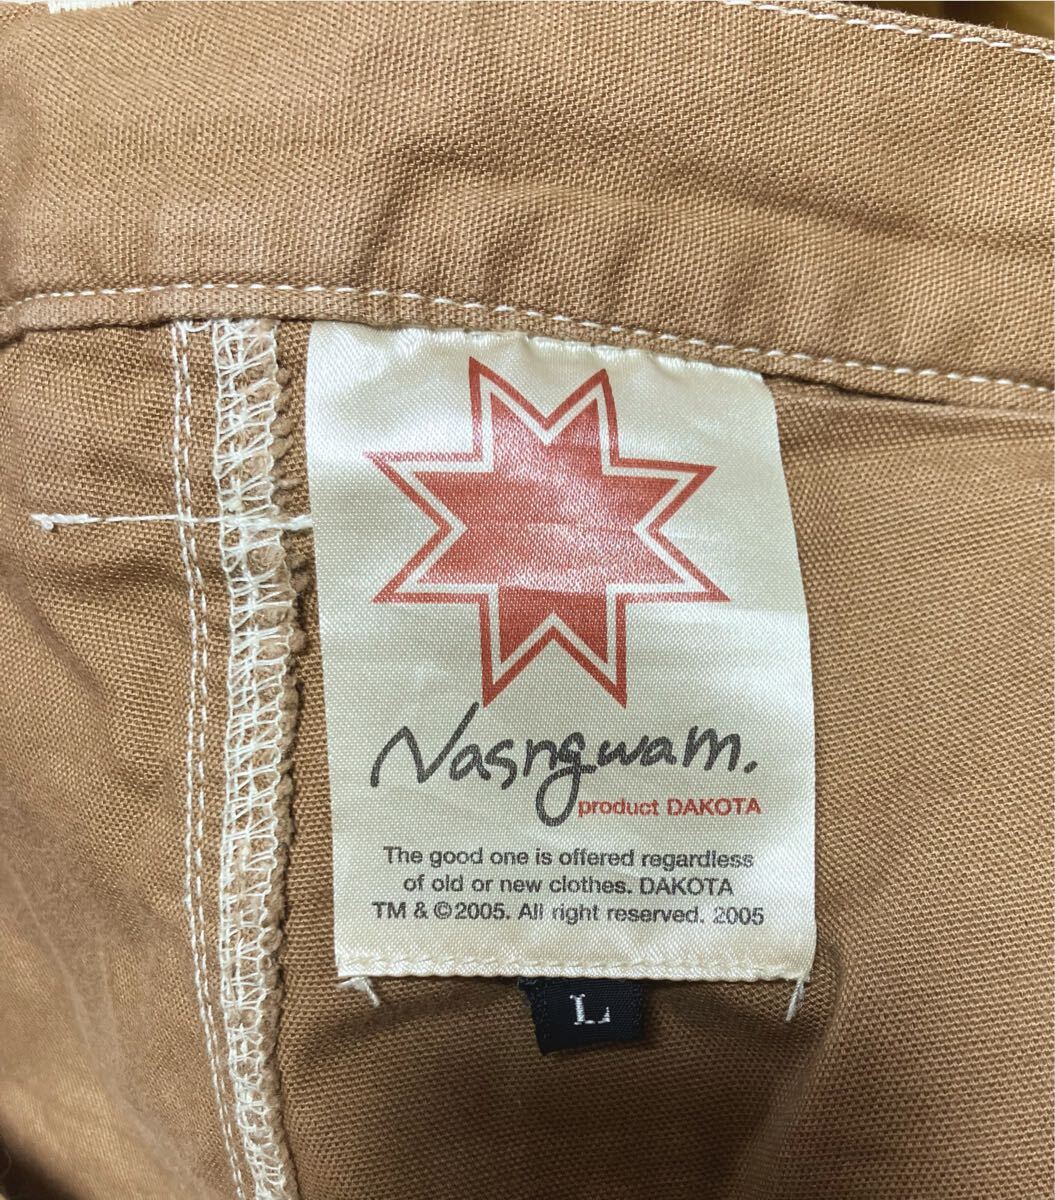 Nasngwam.
product DAKOTA
The good one is offered regardless
of old or new clothes. DAKOTA
TM & ©2005. All right reserved. 2005
L